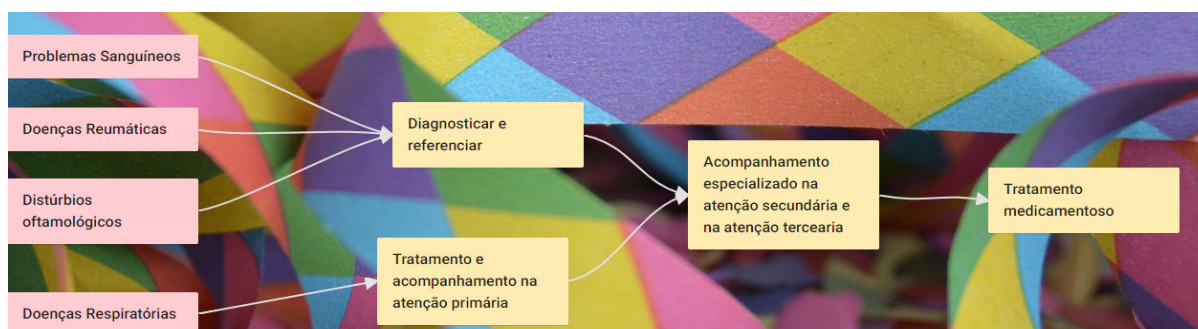 Problemas Sanguíneos
Doenças Reumáticas
Distúrbios
oftamológicos
Doenças Respiratórias
Diagnosticar e
referenciar
Tratamento e
acompanhamento na
atenção primária
Acompanhamento
especializado na
atenção secundária e
na atenção tercearia
Tratamento
medicamentoso